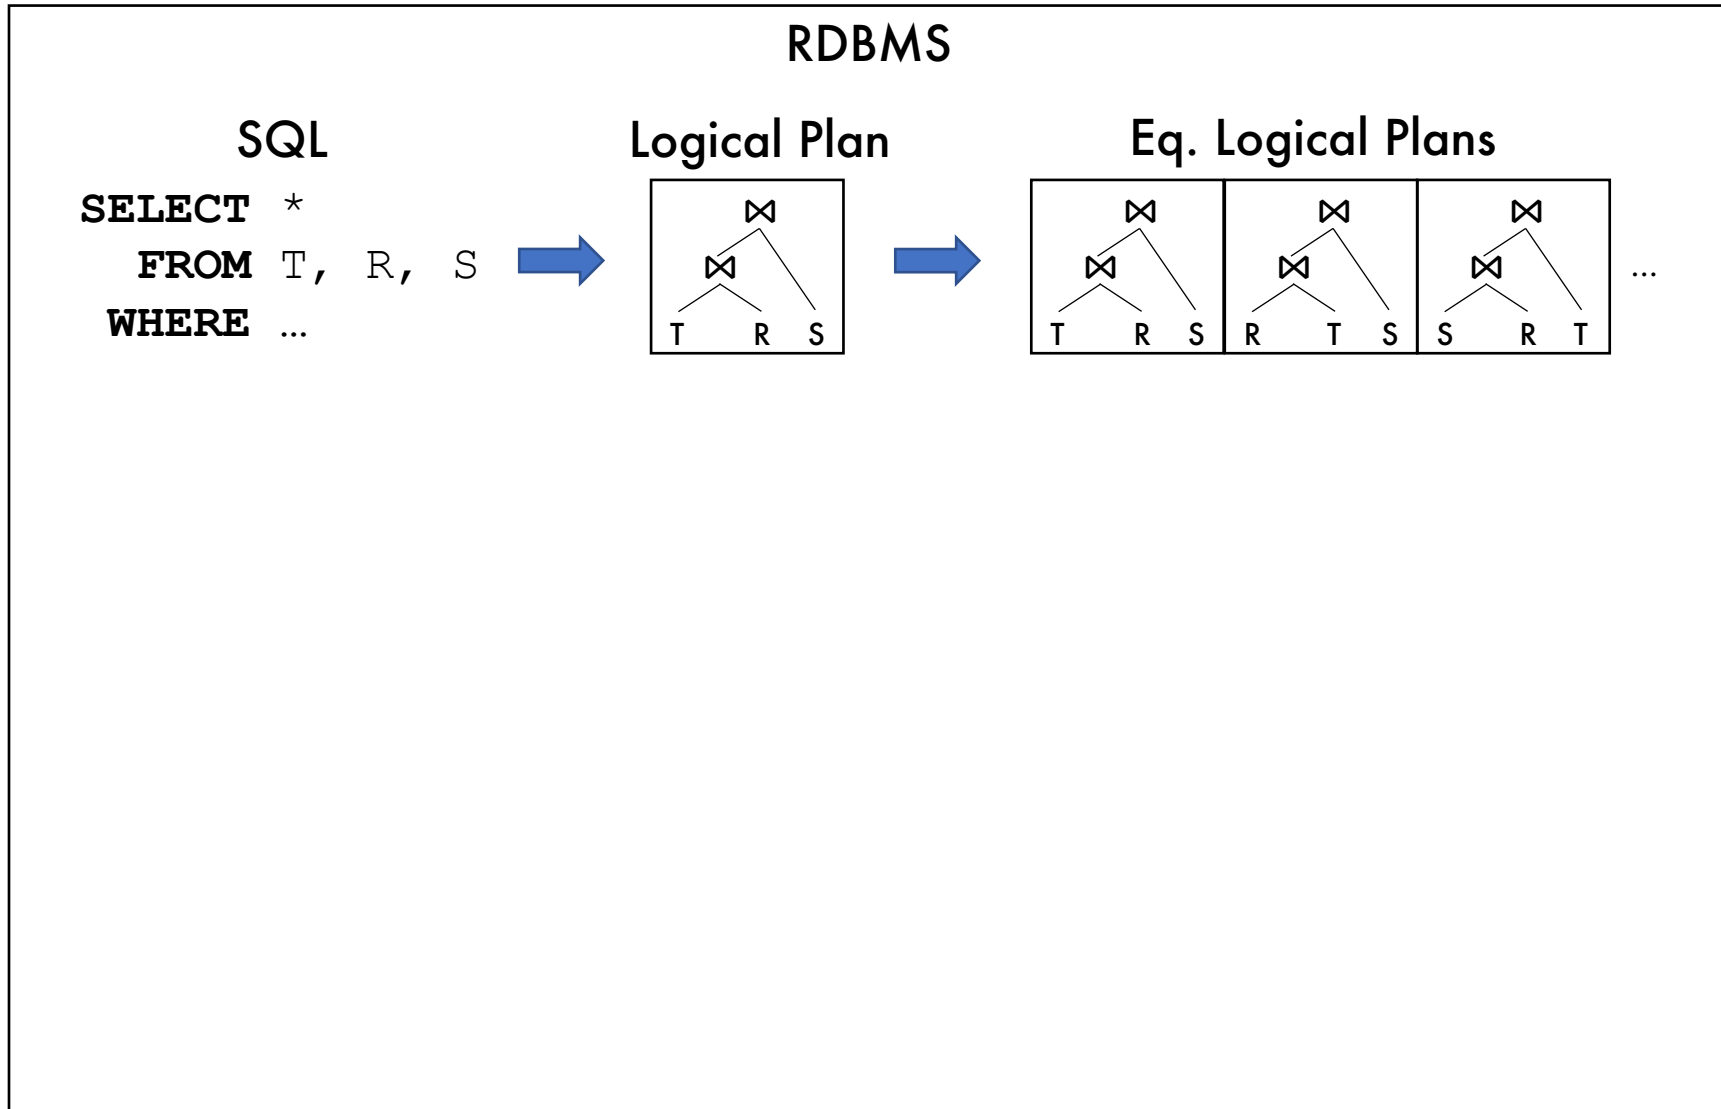 RDBMS
SQL
SELECT *
FROM T, R, S
WHERE …
Logical Plan
⋈
⋈
T R S
Eq. Logical Plans
⋈
⋈
T R S
⋈
⋈
R T S
⋈
⋈
S R T
…